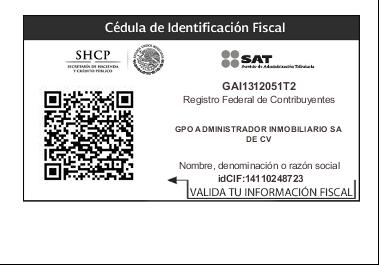 Cédula de Identificación Fiscal
SHCP
SECRETARÍA DE HACIENDA
Y CRÉDITO PÚBLICO
SAT
Servicio de Administración Tributaria
GAI1312051T2
Registro Federal de Contribuyentes
GPO ADMINISTRADOR INMOBILIARIO SA
DE CV
Nombre, denominación o razón social
idCIF:14110248723
VALIDA TU INFORMACIÓN FISCAL